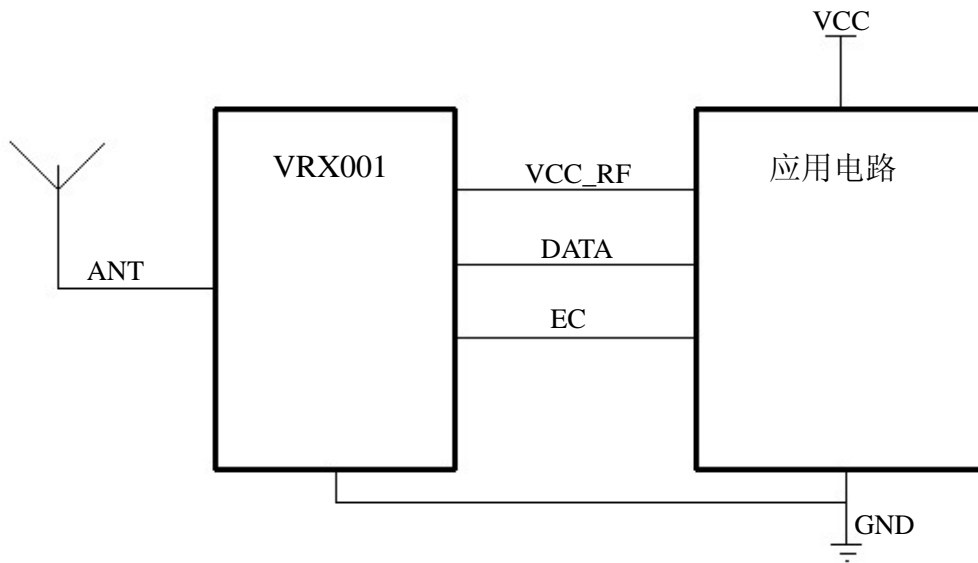 VCC
VRX001
应用电路
VCC_RF
DATA
ANT
EC
GND